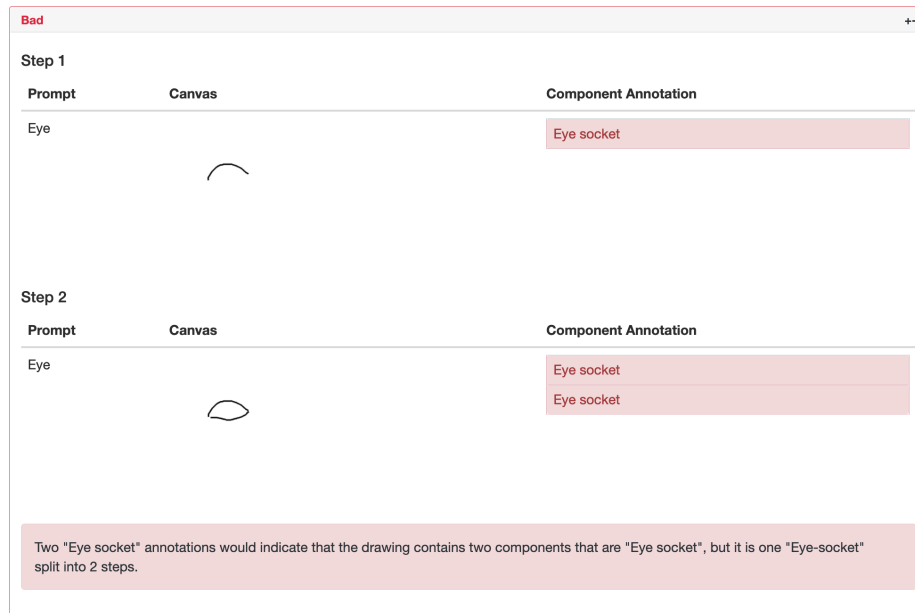 Bad
Step 1
Prompt Canvas Component Annotation
Eye Eye socket
Step 2
Prompt Canvas Component Annotation
Eye Eye socket
Eye socket
Two "Eye socket" annotations would indicate that the drawing contains two components that are "Eye socket", but it is one "Eye-socket"
split into 2 steps.